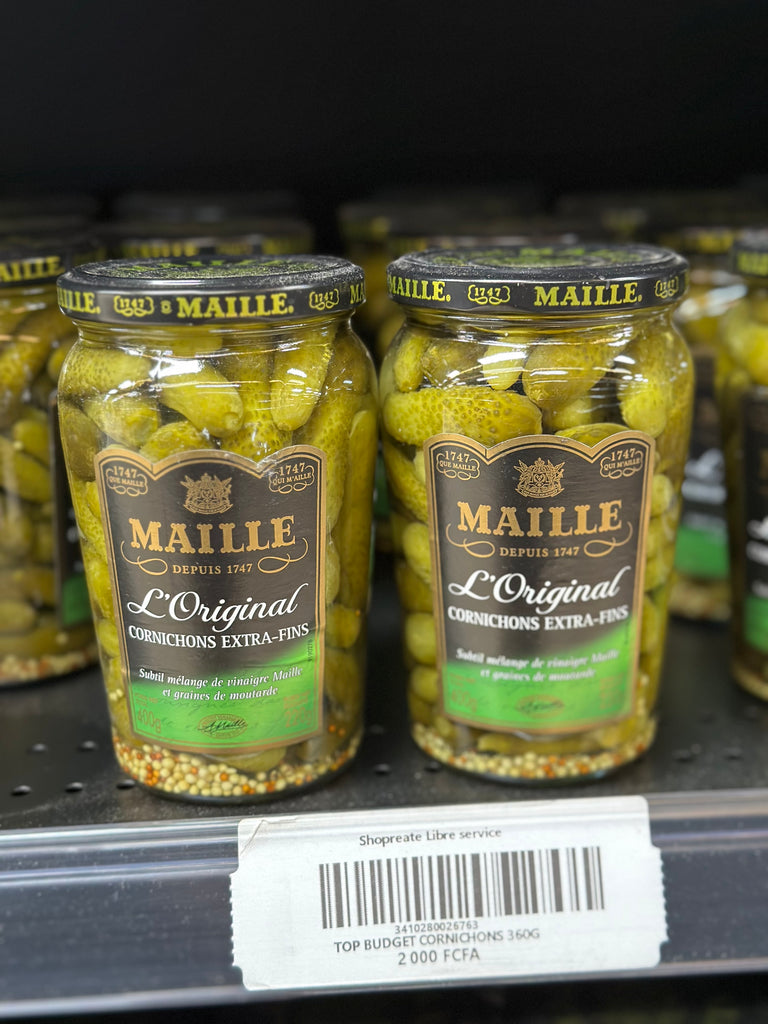 MAILLE
MAILLE. 1747 MAILLE. 1747
MAILLE. 1747 MAILLE. 1747
1747
QUE MAILLE
1747
QUI M'AILLE
MAILLE
DEPUIS 1747
L'Original
CORNICHONS EXTRA-FINS
Subtil mélange de vinaigre Maille
et graines de moutarde
400g
Maille
1747
QUE MAILLE
1747
QUI M'AILLE
MAILLE
DEPUIS 1747
L'Original
CORNICHONS EXTRA-FINS
Subtil mélange de vinaigre Maille
et graines de moutarde
Shopreate Libre service
3410280026763
TOP BUDGET CORNICHONS 360G
2 000 FCFA